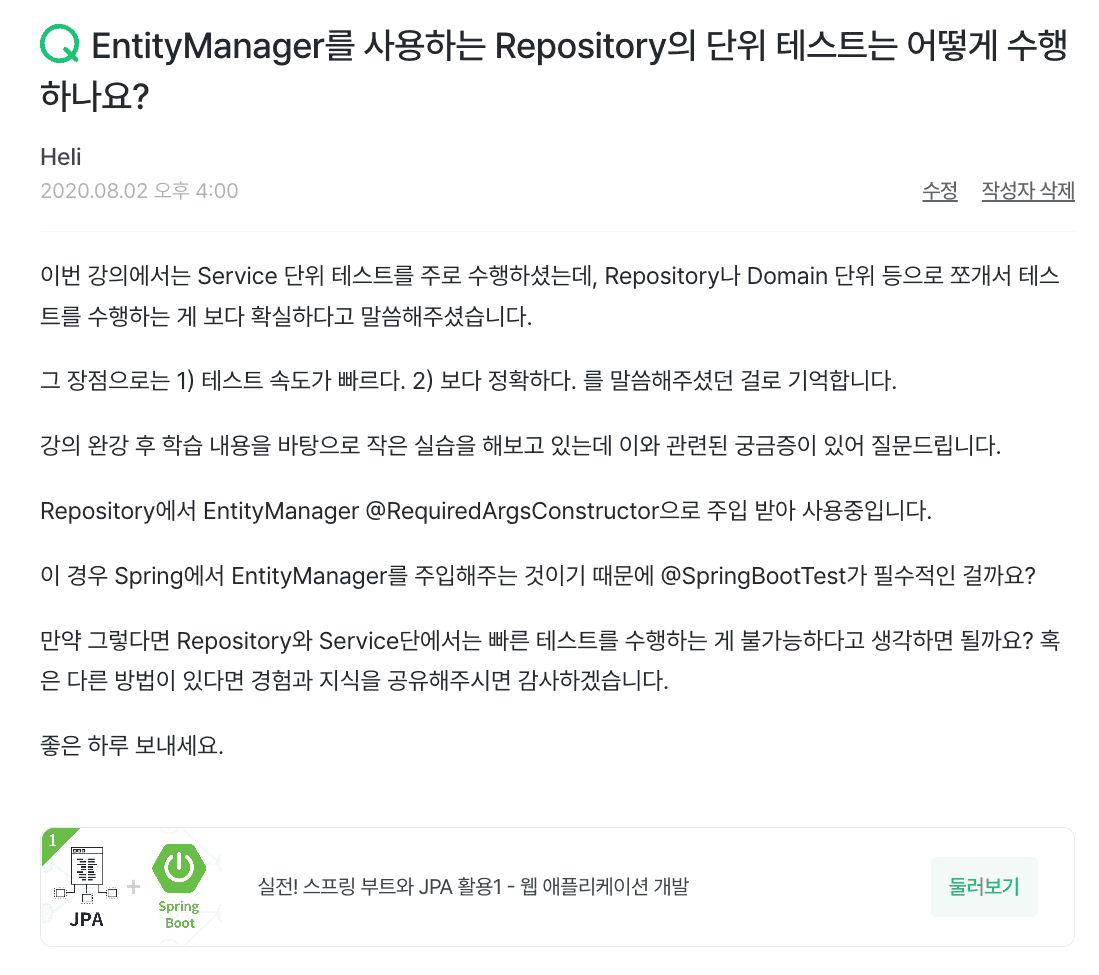 EntityManager를 사용하는 Repository의 단위 테스트는 어떻게 수행
하나요?
Heli
2020.08.02 오후 4:00
수정 작성자 삭제
이번 강의에서는 Service 단위 테스트를 주로 수행하셨는데, Repository나 Domain 단위 등으로 쪼개서 테스
트를 수행하는 게 보다 확실하다고 말씀해주셨습니다.
그 장점으로는 1) 테스트 속도가 빠르다. 2) 보다 정확하다. 를 말씀해주셨던 걸로 기억합니다.
강의 완강 후 학습 내용을 바탕으로 작은 실습을 해보고 있는데 이와 관련된 궁금증이 있어 질문드립니다.
Repository에서 EntityManager @RequiredArgsConstructor으로 주입 받아 사용중입니다.
이 경우 Spring에서 EntityManager를 주입해주는 것이기 때문에 @SpringBootTest가 필수적인 걸까요?
만약 그렇다면 Repository와 Service단에서는 빠른 테스트를 수행하는 게 불가능하다고 생각하면 될까요? 혹
은 다른 방법이 있다면 경험과 지식을 공유해주시면 감사하겠습니다.
좋은 하루 보내세요.
1
JPA
+
Spring
Boot
실전! 스프링 부트와 JPA 활용1 - 웹 애플리케이션 개발
둘러보기